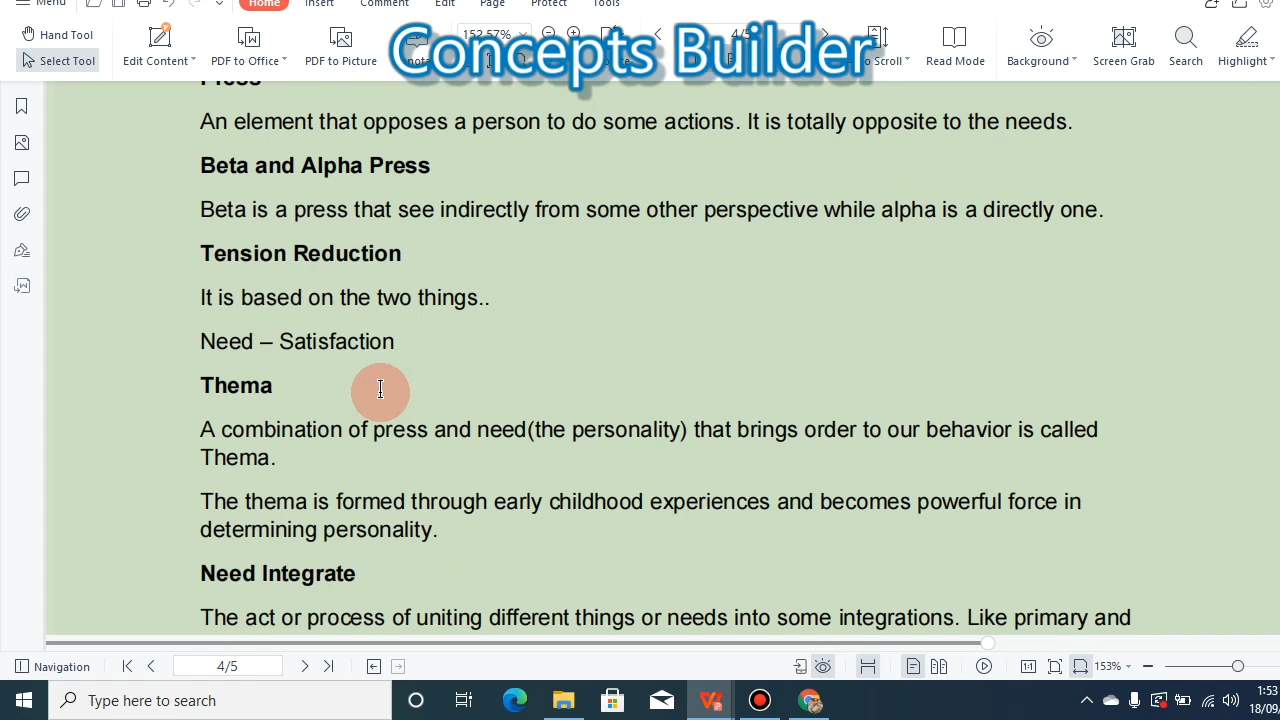 Menu Home Insert Comment Edit Page Protect Tools
Hand Tool
Select Tool
Edit Content
PDF to Office
PDF to Picture
152.57%
4/5
Scroll
Read Mode
Background
Screen Grab
Search
Highlight
Concepts Builder
Press
An element that opposes a person to do some actions. It is totally opposite to the needs.
Beta and Alpha Press
Beta is a press that see indirectly from some other perspective while alpha is a directly one.
Tension Reduction
It is based on the two things..
Need – Satisfaction
Thema
A combination of press and need(the personality) that brings order to our behavior is called
Thema.
The thema is formed through early childhood experiences and becomes powerful force in
determining personality.
Need Integrate
The act or process of uniting different things or needs into some integrations. Like primary and
Navigation
4/5
153%
Type here to search
1:53
18/09